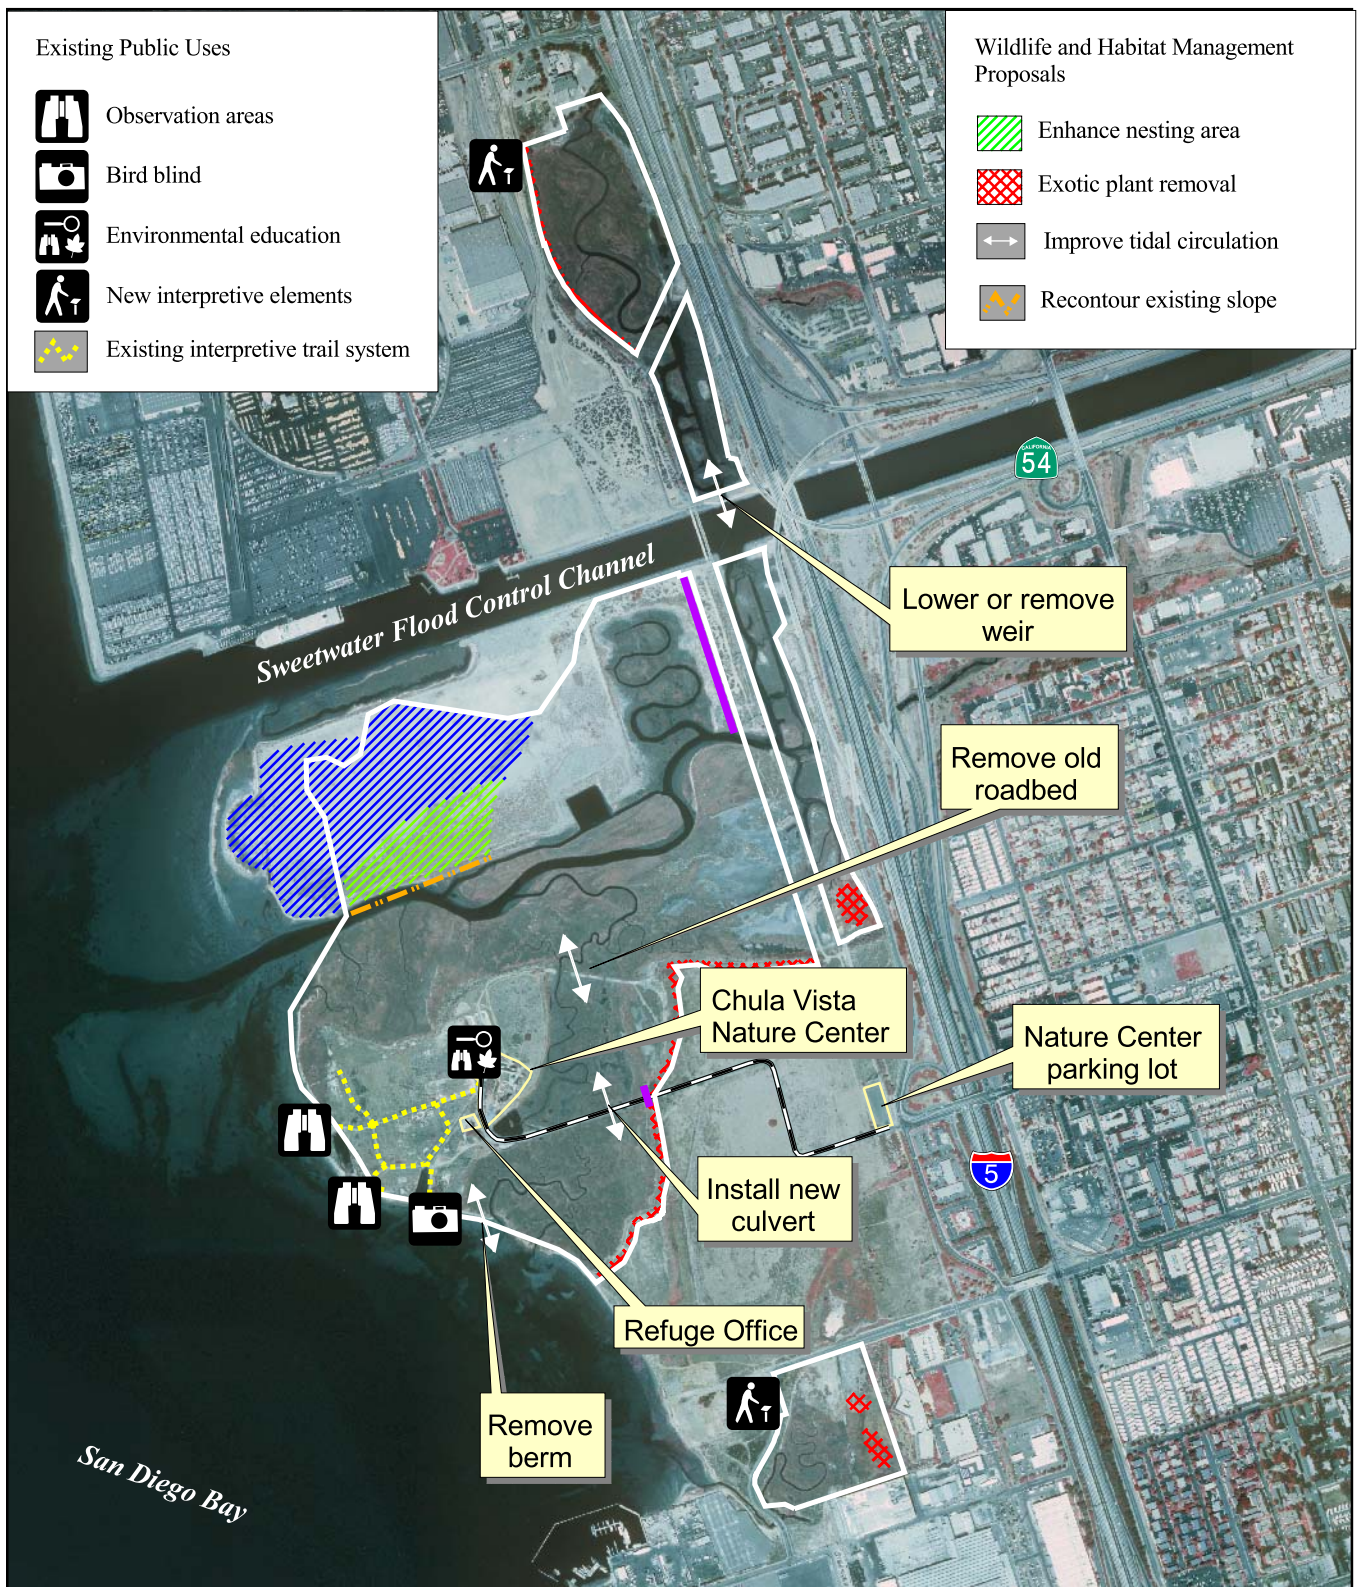 Existing Public Uses
Observation areas
Bird blind
Environmental education
New interpretive elements
Existing interpretive trail system
Wildlife and Habitat Management
Proposals
Enhance nesting area
Exotic plant removal
Improve tidal circulation
Recontour existing slope
CALIFORNIA
54
Sweetwater Flood Control Channel
Lower or remove
weir
Remove old
roadbed
Chula Vista
Nature Center
Nature Center
parking lot
5
Install new
culvert
Refuge Office
Remove
berm
San Diego Bay